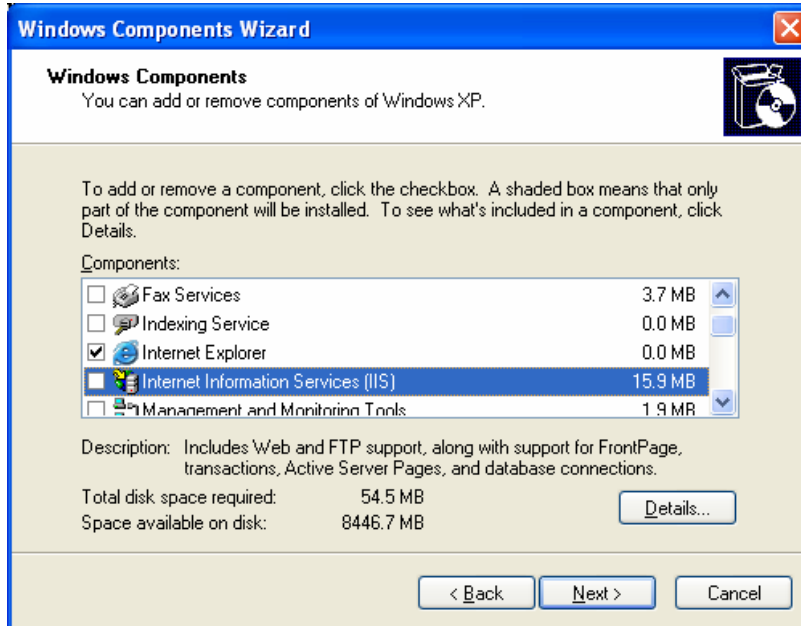 Windows Components Wizard
Windows Components
You can add or remove components of Windows XP.
To add or remove a component, click the checkbox. A shaded box means that only
part of the component will be installed. To see what's included in a component, click
Details.
Components:
Fax Services 3.7 MB
Indexing Service 0.0 MB
Internet Explorer 0.0 MB
Internet Information Services (IIS) 15.9 MB
Management and Monitoring Tools 1.9 MB
Description: Includes Web and FTP support, along with support for FrontPage,
transactions, Active Server Pages, and database connections.
Total disk space required: 54.5 MB
Space available on disk: 8446.7 MB
Details...
< Back Next > Cancel